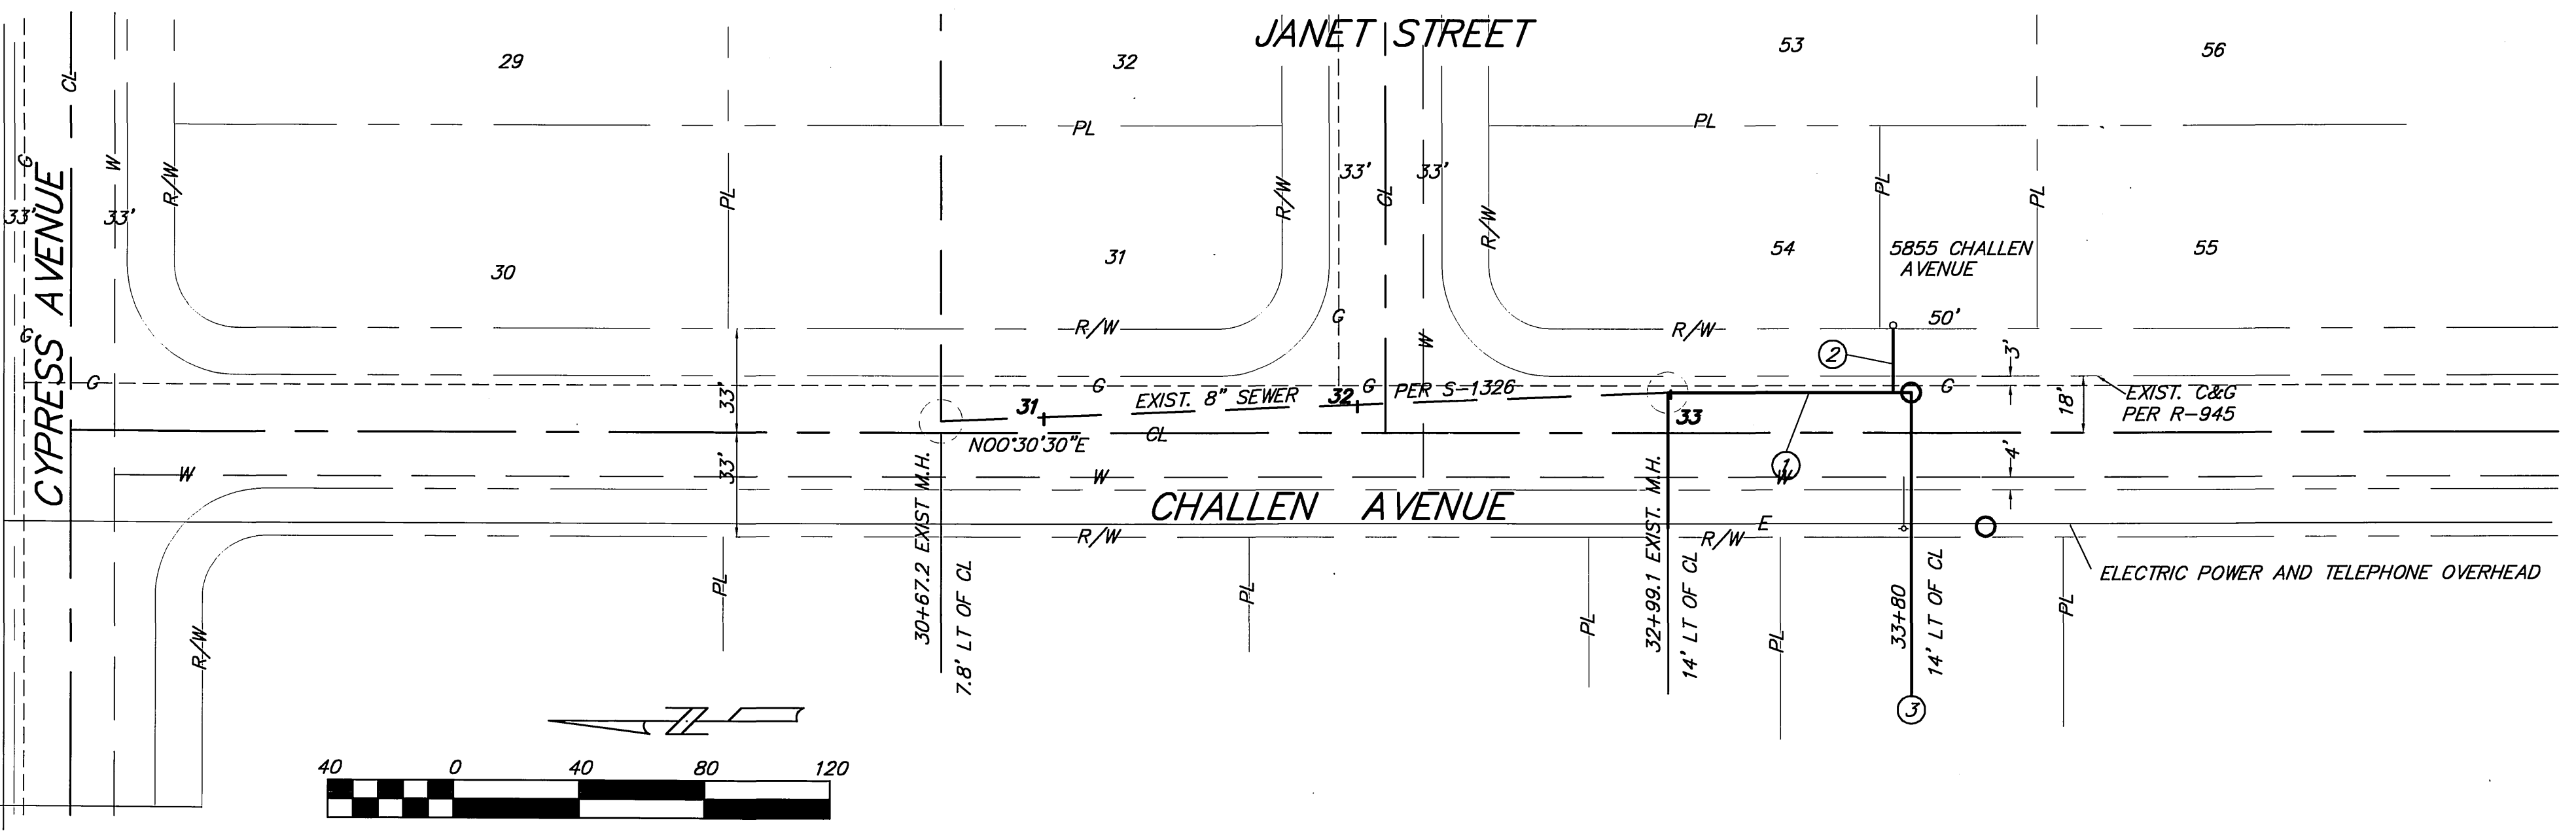 JANET STREET
29
32
53
56
CL
G
W
R/W
PL
PL
33'
33'
R/W
PL
33'
33'
CL
R/W
PL
PL
CYPRESS AVENUE
30
31
54
5855 CHALLEN
AVENUE
55
G
G
R/W
G
W
R/W
50'
2
3'
33'
G
G
EXIST. 8" SEWER
PER S-1326
G
31
32
33
18'
EXIST. C&G
PER R-945
N00°30'30"E
CL
33'
W
W
1
W
4'
CHALLEN AVENUE
E
R/W
R/W
ELECTRIC POWER AND TELEPHONE OVERHEAD
R/W
PL
30+67.2 EXIST M.H.
7.8' LT OF CL
PL
PL
32+99.1 EXIST. M.H.
14' LT OF CL
PL
33+80
14' LT OF CL
PL
3
40 0 40 80 120